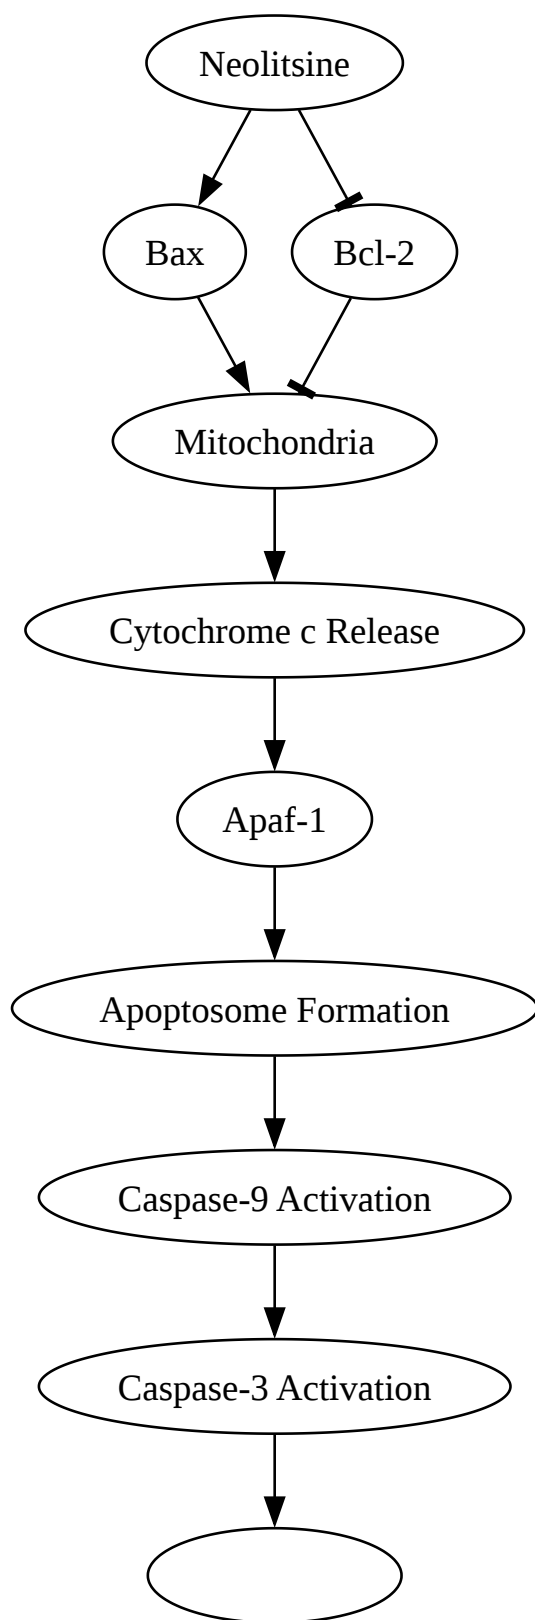 Neolitsine
Bax
Bcl-2
Mitochondria
Cytochrome c Release
Apaf-1
Apoptosome Formation
Caspase-9 Activation
Caspase-3 Activation